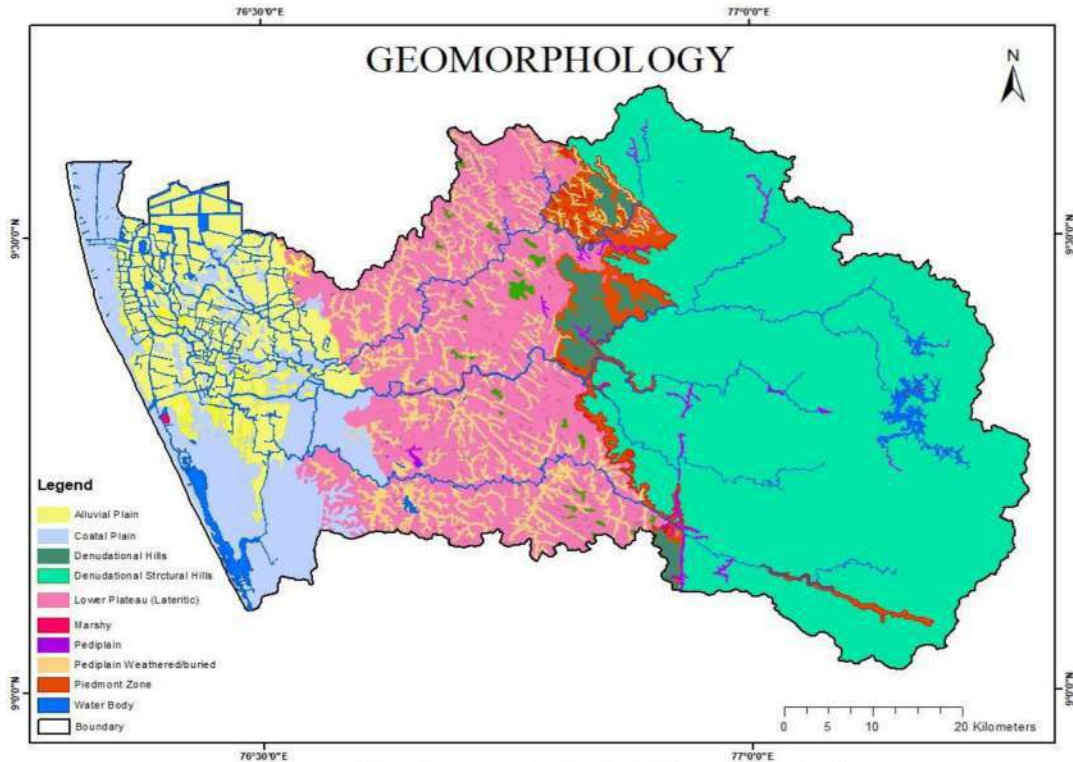 76°30'0"E 77°0'0"E
GEOMORPHOLOGY
N
9°30'0"N 9°30'0"N
Legend
Alluvial Plain
Coatal Plain
Denudational Hills
Denudational Strctural Hills
Lower Plateau (Lateritic)
Marshy
Pediplain
Pediplain Weathered/buried
Piedmont Zone
Water Body
Boundary
9°0'0"N 9°0'0"N
0 5 10 20 Kilometers
76°30'0"E 77°0'0"E